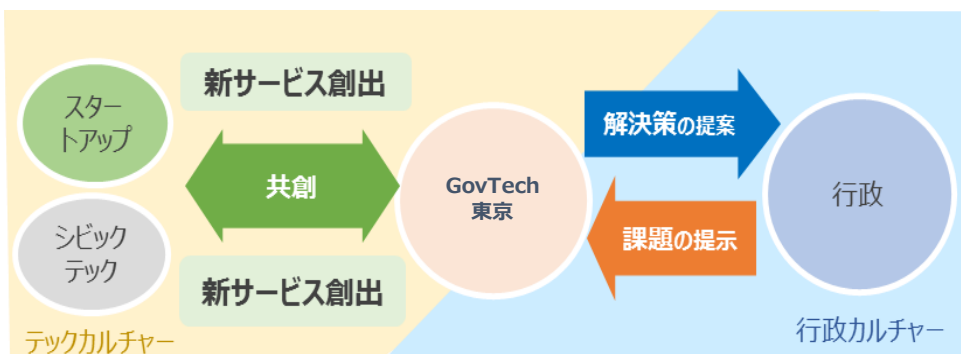 スター
トアップ
シビック
テック
テックカルチャー
新サービス創出
共創
新サービス創出
GovTech
東京
解決策の提案
課題の提示
行政
行政カルチャー